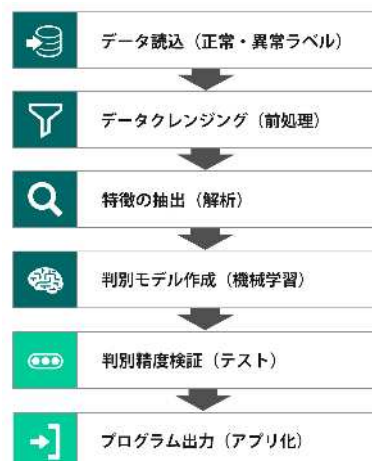 データ読込（正常・異常ラベル）
データクレンジング（前処理）
特徴の抽出（解析）
判別モデル作成（機械学習）
判別精度検証（テスト）
プログラム出力（アプリ化）